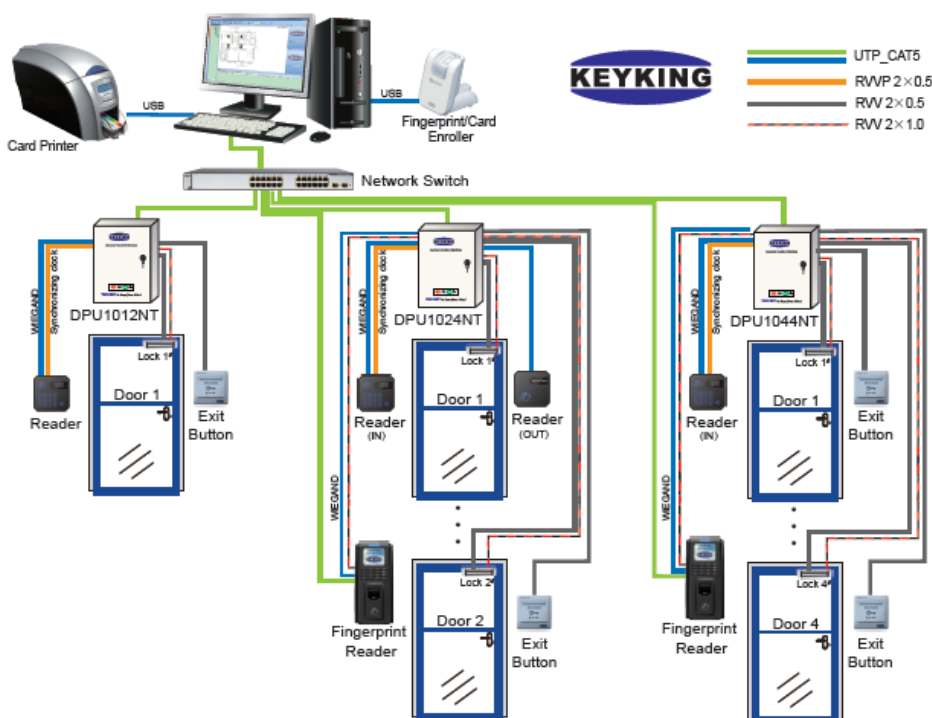 KEYKING
UTP_CAT5
RVVP 2×0.5
RVV 2×0.5
RVV 2×1.0
USB
USB
Card Printer
Fingerprint/Card
Enroller
Network Switch
WIEGAND
Synchronizing clock
DPU1012NT
Lock 1#
Door 1
Reader
Exit
Button
WIEGAND
Synchronizing clock
DPU1024NT
Lock 1#
Door 1
Reader
(IN)
Reader
(OUT)
WIEGAND
Lock 2#
Door 2
Fingerprint
Reader
Exit
Button
WIEGAND
Synchronizing clock
DPU1044NT
Lock 1#
Door 1
Reader
(IN)
Exit
Button
WIEGAND
Lock 4#
Door 4
Fingerprint
Reader
Exit
Button